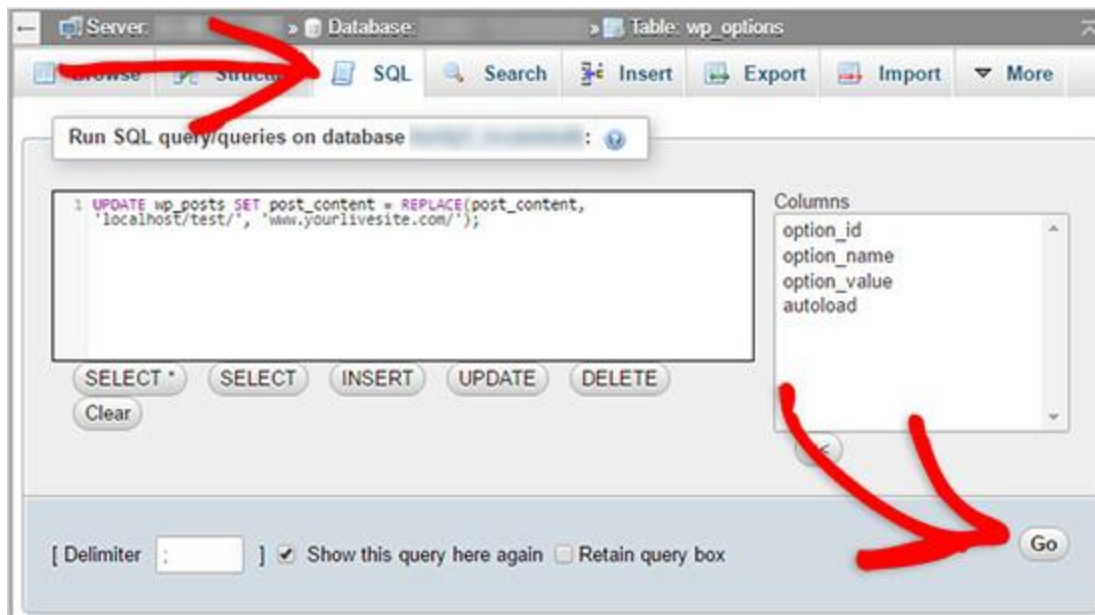 Server: » Database: » Table: wp_options
Browse Structure SQL Search Insert Export Import More
Run SQL query/queries on database :
1 UPDATE wp_posts SET post_content = REPLACE(post_content,
'localhost/test/', 'www.yourlivesite.com/');
Columns
option_id
option_name
option_value
autoload
SELECT * SELECT INSERT UPDATE DELETE
Clear
[ Delimiter ; ] Show this query here again Retain query box
Go